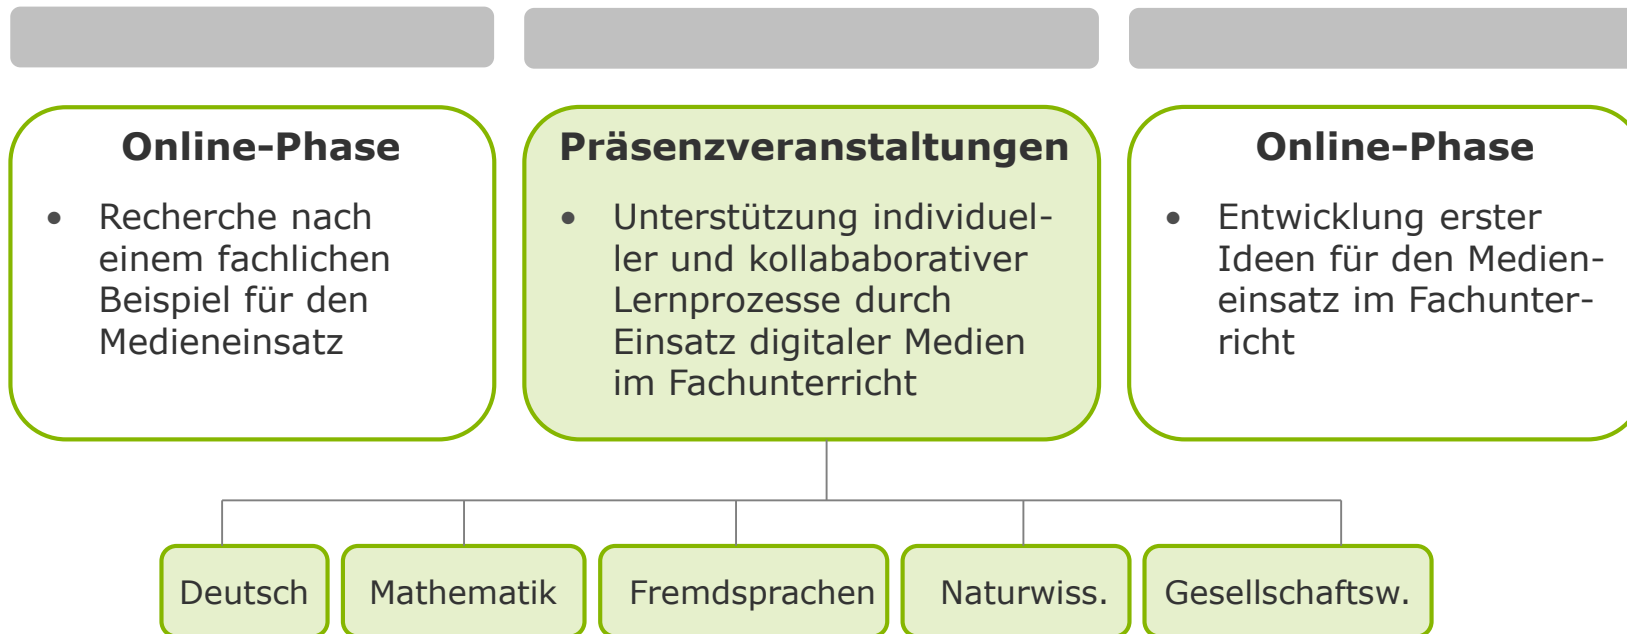 Online-Phase
• Recherche nach
einem fachlichen
Beispiel für den
Medieneinsatz
Präsenzveranstaltungen
• Unterstützung individuel-
ler und kollababorativer
Lernprozesse durch
Einsatz digitaler Medien
im Fachunterricht
Online-Phase
• Entwicklung erster
Ideen für den Medien-
einsatz im Fachunter-
richt
Deutsch
Mathematik
Fremdsprachen
Naturwiss.
Gesellschaftsw.